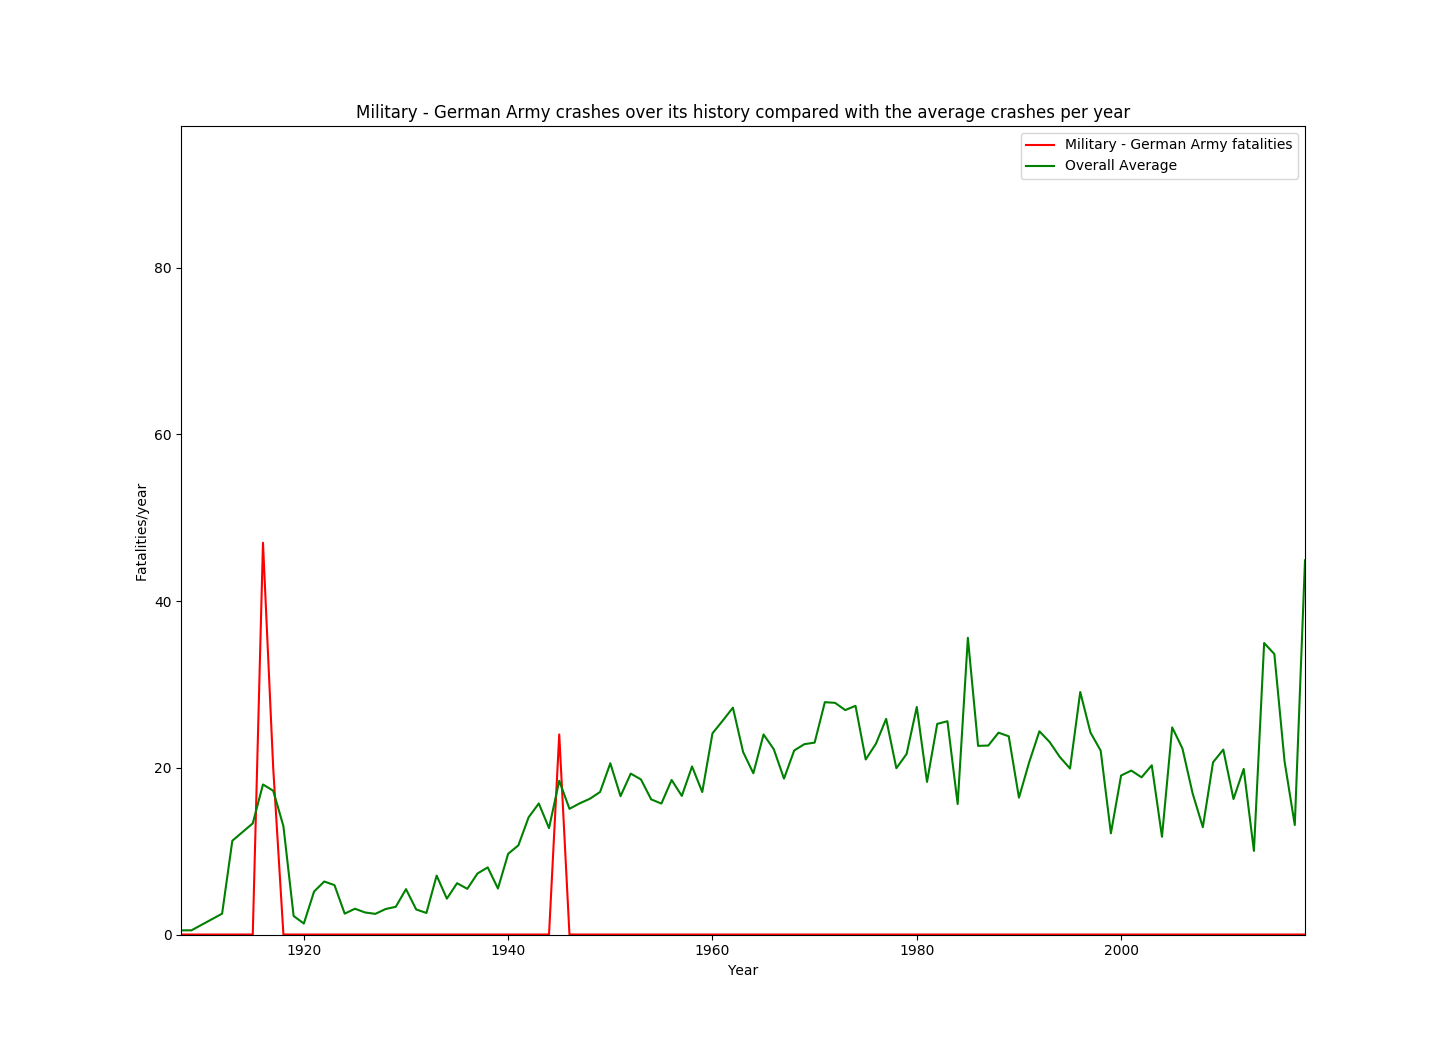 Military - German Army crashes over its history compared with the average crashes per year
Military - German Army fatalities
Overall Average
80
60
40
20
0
Fatalities/year
1920 1940 1960 1980 2000
Year